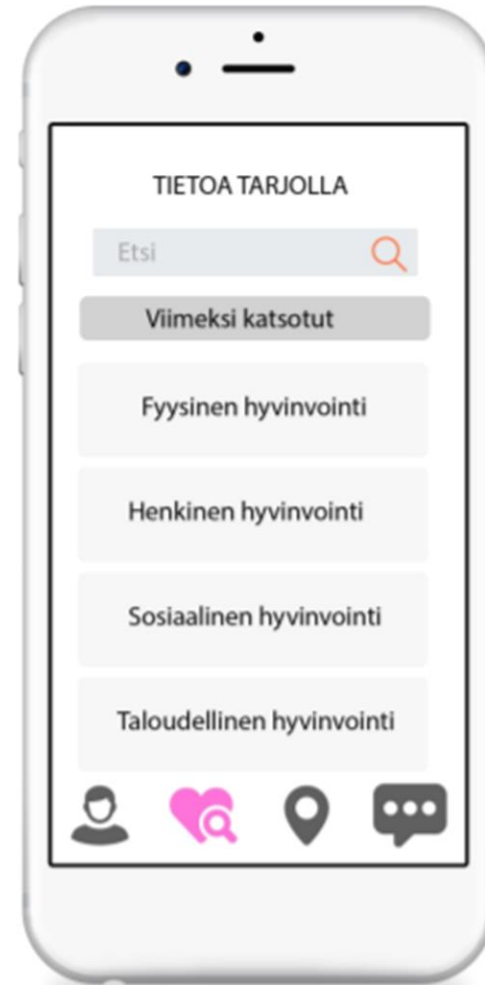 TIETOA TARJOLLA
Etsi
Viimeksi katsotut
Fyysinen hyvinvointi
Henkinen hyvinvointi
Sosiaalinen hyvinvointi
Taloudellinen hyvinvointi